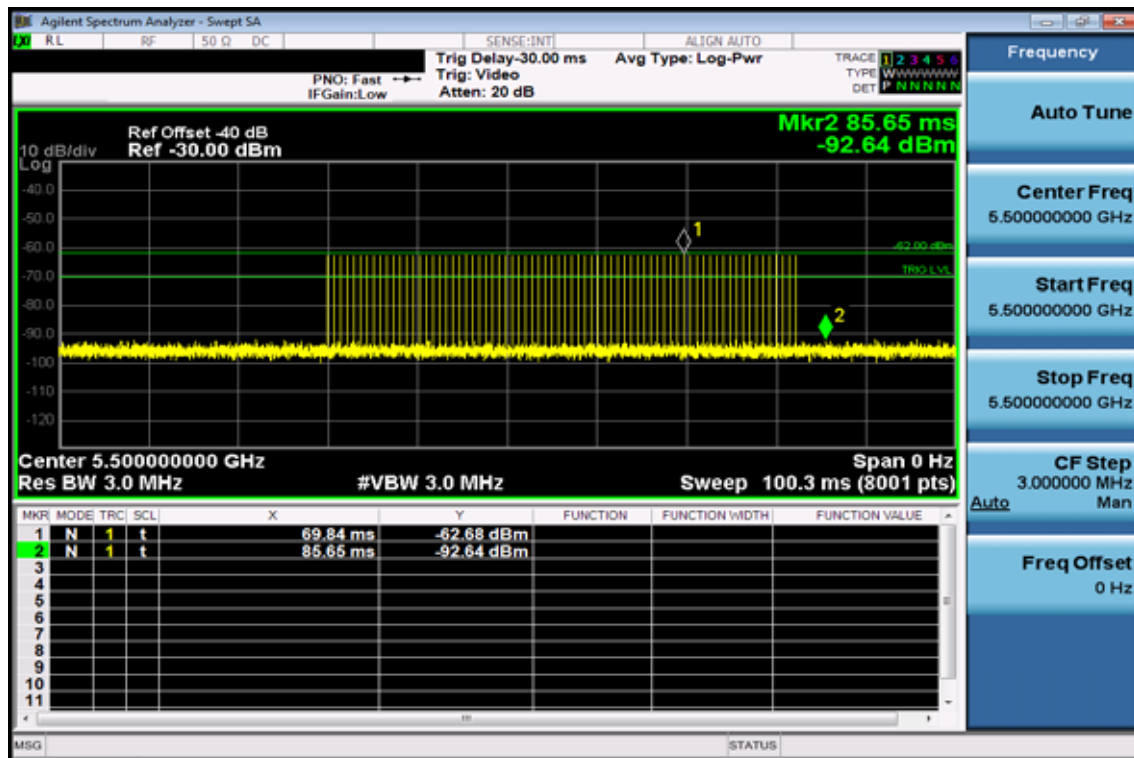 Agilent Spectrum Analyzer - Swept SA
LXI RL RF 50 Ω DC SENSE:INT ALIGN AUTO
Trig Delay-30.00 ms Avg Type: Log-Pwr TRACE 1 2 3 4 5 6
PNO: Fast Trig: Video TYPE WWWWWW
IFGain:Low Atten: 20 dB DET P N N N N N
Mkr2 85.65 ms
-92.64 dBm
Ref Offset -40 dB
10 dB/div Ref -30.00 dBm
Log
-40.0
-50.0
-60.0
-70.0
-80.0
-90.0
-100
-110
-120
1
-62.00 dBm
TRIG LVL
2
Center 5.500000000 GHz Span 0 Hz
Res BW 3.0 MHz #VBW 3.0 MHz Sweep 100.3 ms (8001 pts)
MKR MODE TRC SCL X Y FUNCTION FUNCTION WIDTH FUNCTION VALUE
1 N 1 t 69.84 ms -62.68 dBm
2 N 1 t 85.65 ms -92.64 dBm
3
4
5
6
7
8
9
10
11
MSG STATUS
Frequency
Auto Tune
Center Freq
5.500000000 GHz
Start Freq
5.500000000 GHz
Stop Freq
5.500000000 GHz
CF Step
3.000000 MHz
Auto Man
Freq Offset
0 Hz